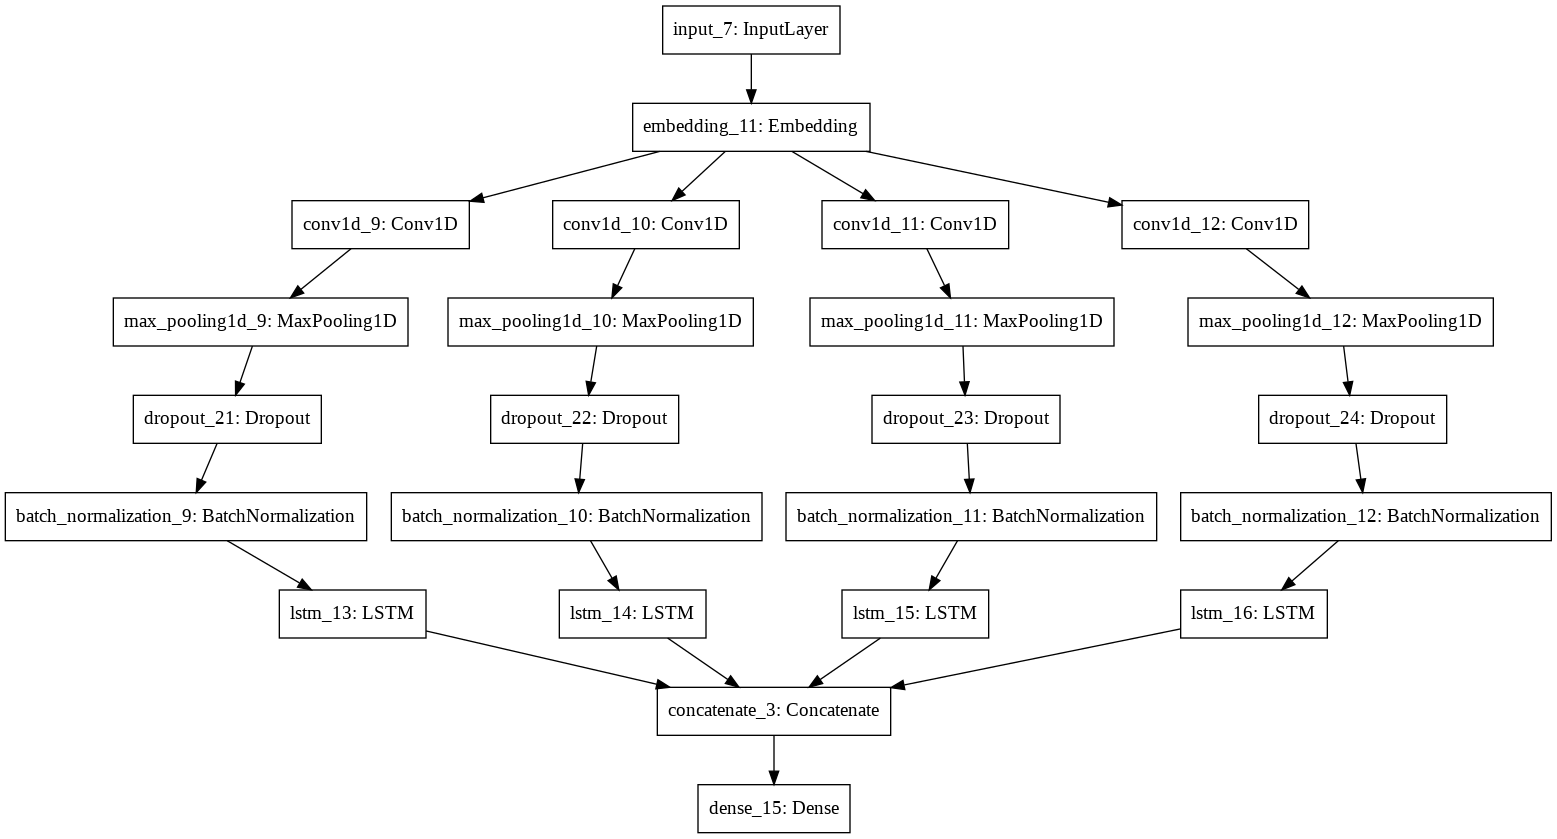 input_7: InputLayer
embedding_11: Embedding
conv1d_9: Conv1D
conv1d_10: Conv1D
conv1d_11: Conv1D
conv1d_12: Conv1D
max_pooling1d_9: MaxPooling1D
max_pooling1d_10: MaxPooling1D
max_pooling1d_11: MaxPooling1D
max_pooling1d_12: MaxPooling1D
dropout_21: Dropout
dropout_22: Dropout
dropout_23: Dropout
dropout_24: Dropout
batch_normalization_9: BatchNormalization
batch_normalization_10: BatchNormalization
batch_normalization_11: BatchNormalization
batch_normalization_12: BatchNormalization
lstm_13: LSTM
lstm_14: LSTM
lstm_15: LSTM
lstm_16: LSTM
concatenate_3: Concatenate
dense_15: Dense